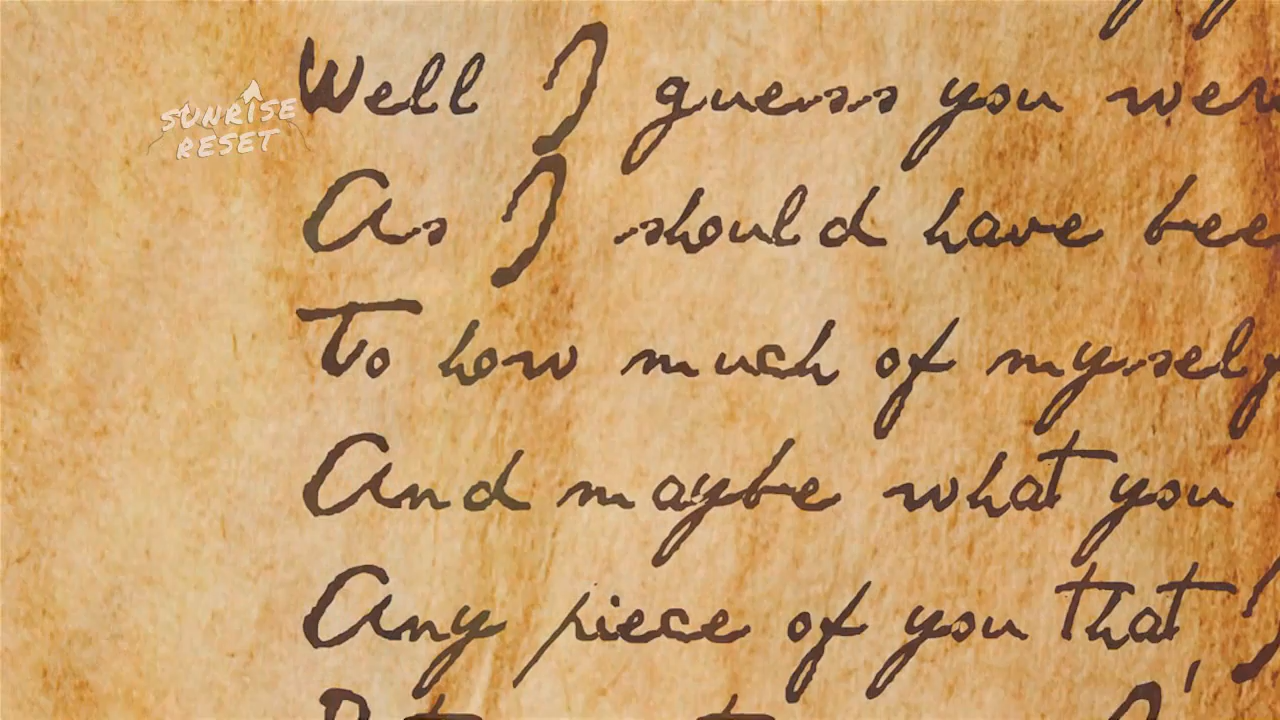 SUNRISE
RESET
Well I guess you wer
As I should have bee
To how much of myself
And maybe what you
Any piece of you that I